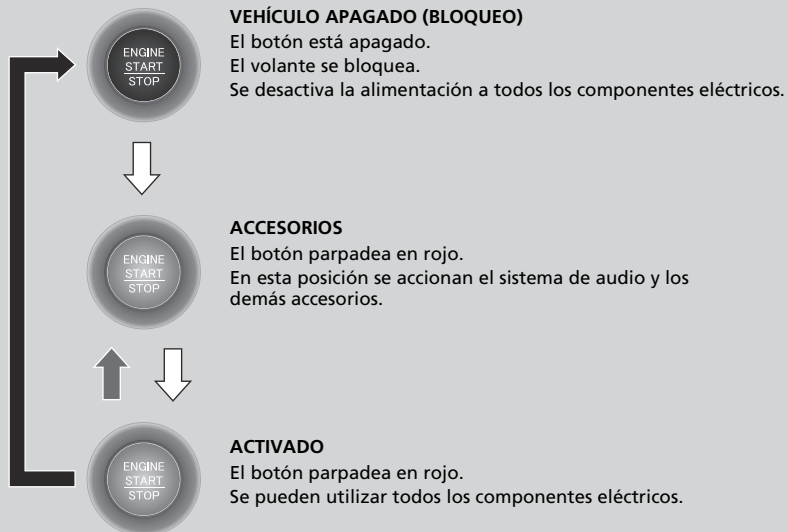 VEHÍCULO APAGADO (BLOQUEO)
ENGINE
START
STOP
El botón está apagado.
El volante se bloquea.
Se desactiva la alimentación a todos los componentes eléctricos.
ACCESORIOS
ENGINE
START
STOP
El botón parpadea en rojo.
En esta posición se accionan el sistema de audio y los
demás accesorios.
ACTIVADO
ENGINE
START
STOP
El botón parpadea en rojo.
Se pueden utilizar todos los componentes eléctricos.